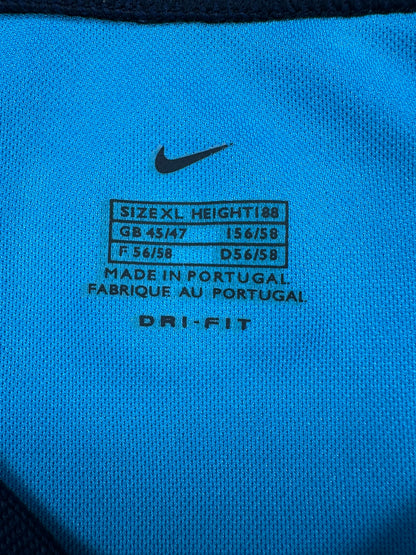 SIZE XL HEIGHT 188
GB 45/47 I 56/58
F 56/58 D 56/58
MADE IN PORTUGAL
FABRIQUE AU PORTUGAL
DRI-FIT